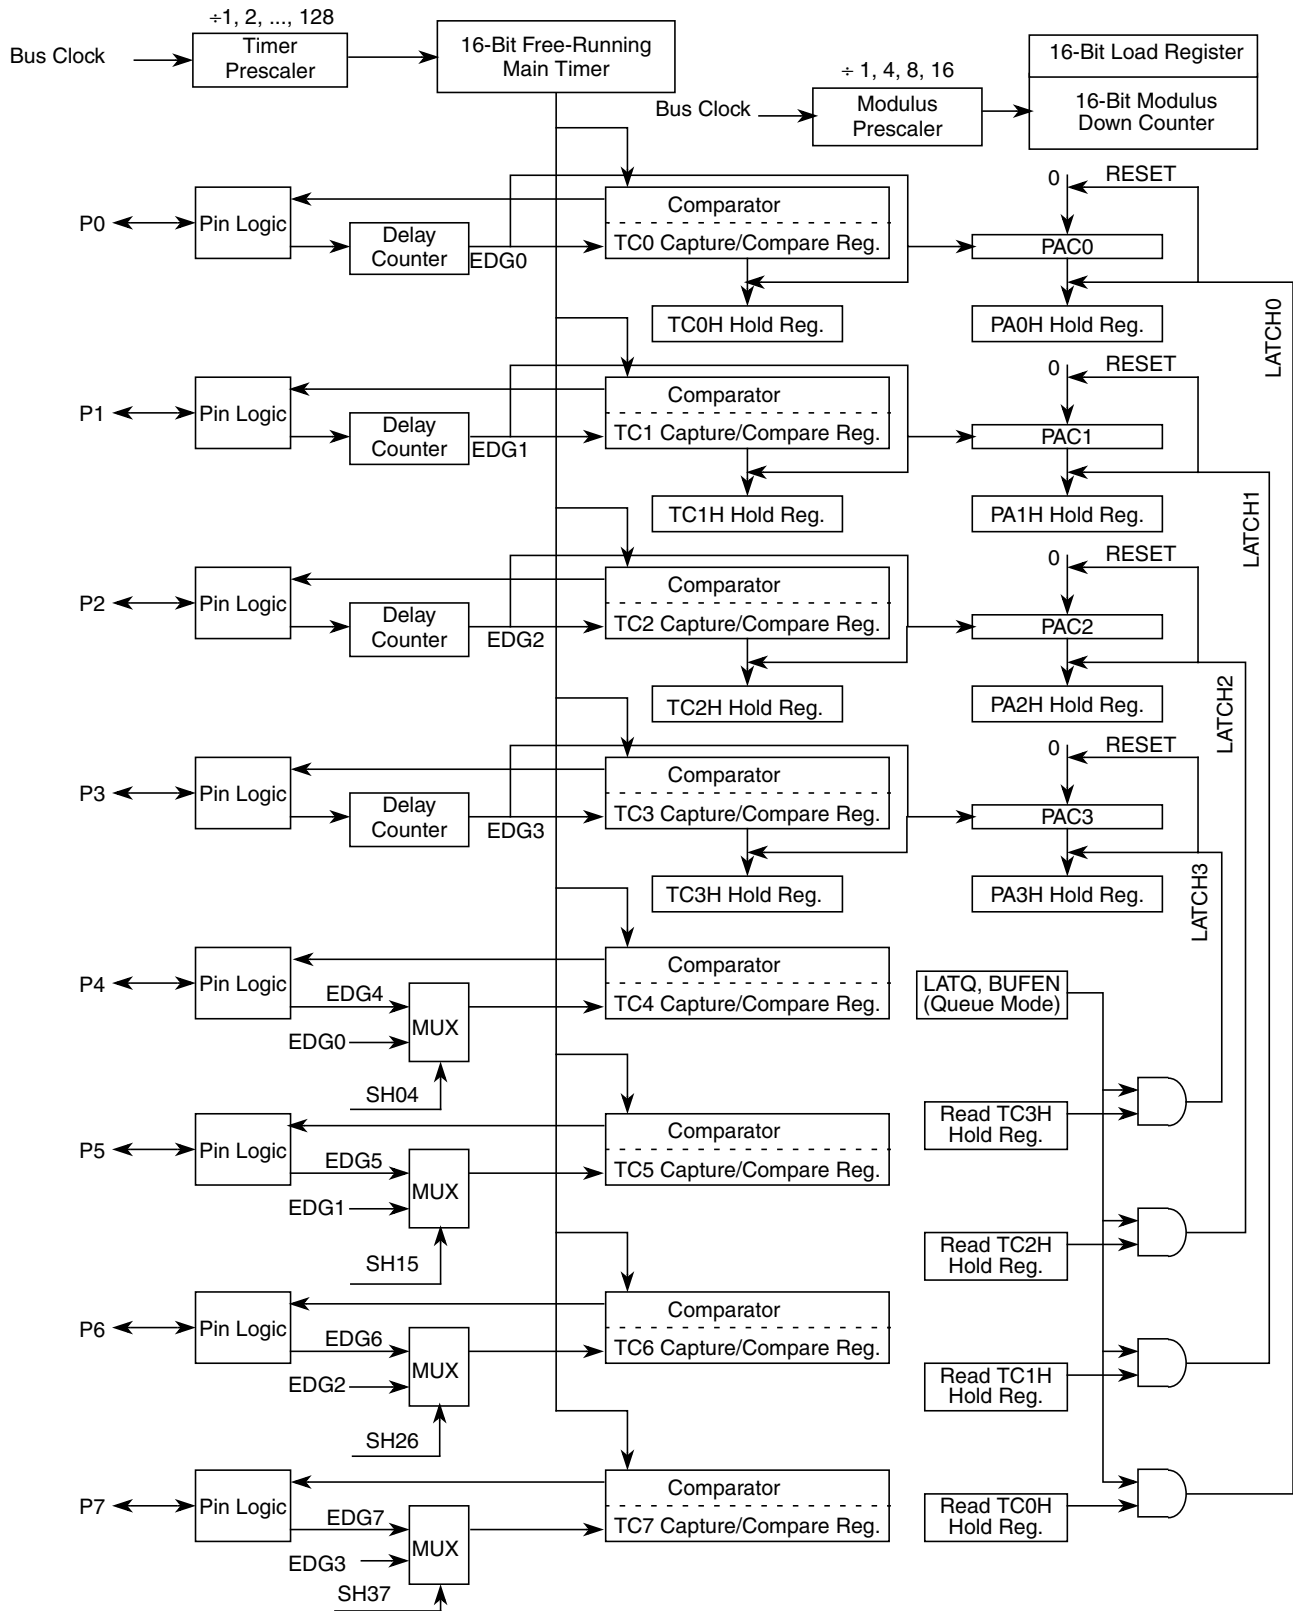 ÷1, 2, ..., 128
Bus Clock
Timer
Prescaler
16-Bit Free-Running
Main Timer
÷ 1, 4, 8, 16
Bus Clock
Modulus
Prescaler
16-Bit Load Register
16-Bit Modulus
Down Counter
P0
Pin Logic
Delay
Counter
EDG0
Comparator
TC0 Capture/Compare Reg.
TC0H Hold Reg.
0
RESET
PAC0
PA0H Hold Reg.
LATCH0
P1
Pin Logic
Delay
Counter
EDG1
Comparator
TC1 Capture/Compare Reg.
TC1H Hold Reg.
0
RESET
PAC1
PA1H Hold Reg.
LATCH1
P2
Pin Logic
Delay
Counter
EDG2
Comparator
TC2 Capture/Compare Reg.
TC2H Hold Reg.
0
RESET
PAC2
PA2H Hold Reg.
LATCH2
P3
Pin Logic
Delay
Counter
EDG3
Comparator
TC3 Capture/Compare Reg.
TC3H Hold Reg.
0
RESET
PAC3
PA3H Hold Reg.
LATCH3
P4
Pin Logic
EDG4
EDG0
MUX
SH04
Comparator
TC4 Capture/Compare Reg.
LATQ, BUFEN
(Queue Mode)
P5
Pin Logic
EDG5
EDG1
MUX
SH15
Comparator
TC5 Capture/Compare Reg.
Read TC3H
Hold Reg.
Read TC2H
Hold Reg.
P6
Pin Logic
EDG6
EDG2
MUX
SH26
Comparator
TC6 Capture/Compare Reg.
Read TC1H
Hold Reg.
P7
Pin Logic
EDG7
EDG3
MUX
SH37
Comparator
TC7 Capture/Compare Reg.
Read TC0H
Hold Reg.